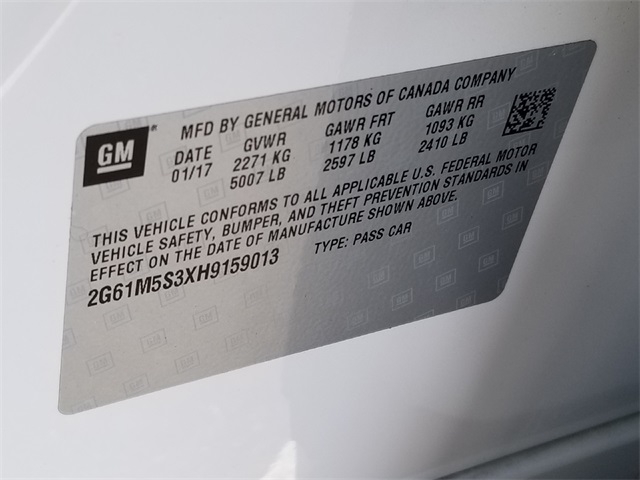 GM®
MFD BY GENERAL MOTORS OF CANADA COMPANY
DATE GVWR GAWR FRT GAWR RR
01/17 2271 KG 1178 KG 1093 KG
5007 LB 2597 LB 2410 LB
THIS VEHICLE CONFORMS TO ALL APPLICABLE U.S. FEDERAL MOTOR
VEHICLE SAFETY, BUMPER, AND THEFT PREVENTION STANDARDS IN
EFFECT ON THE DATE OF MANUFACTURE SHOWN ABOVE.
2G61M5S3XH9159013 TYPE: PASS CAR